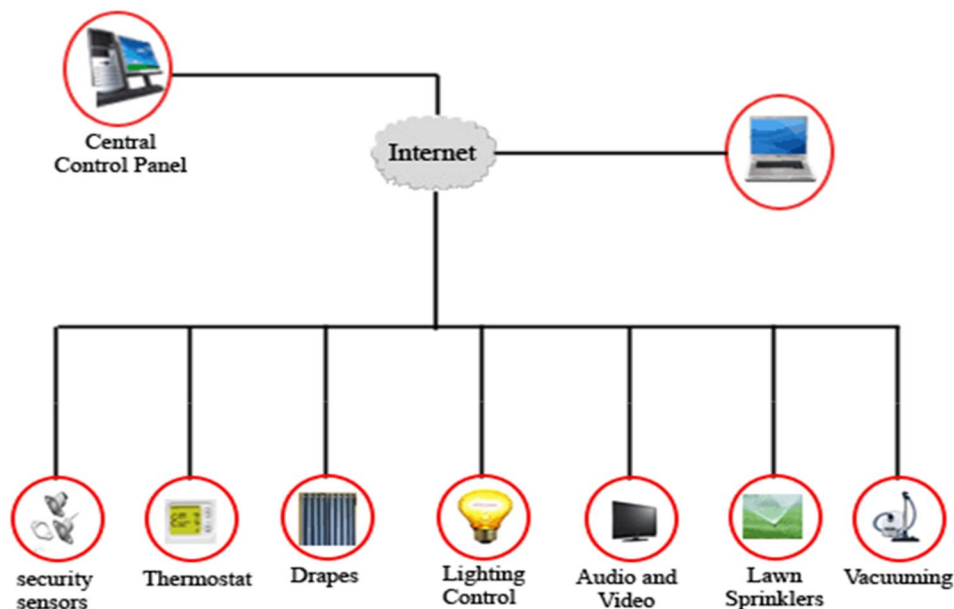 Central
Control Panel
Internet
security
sensors
Thermostat
Drapes
Lighting
Control
Audio and
Video
Lawn
Sprinklers
Vacuuming